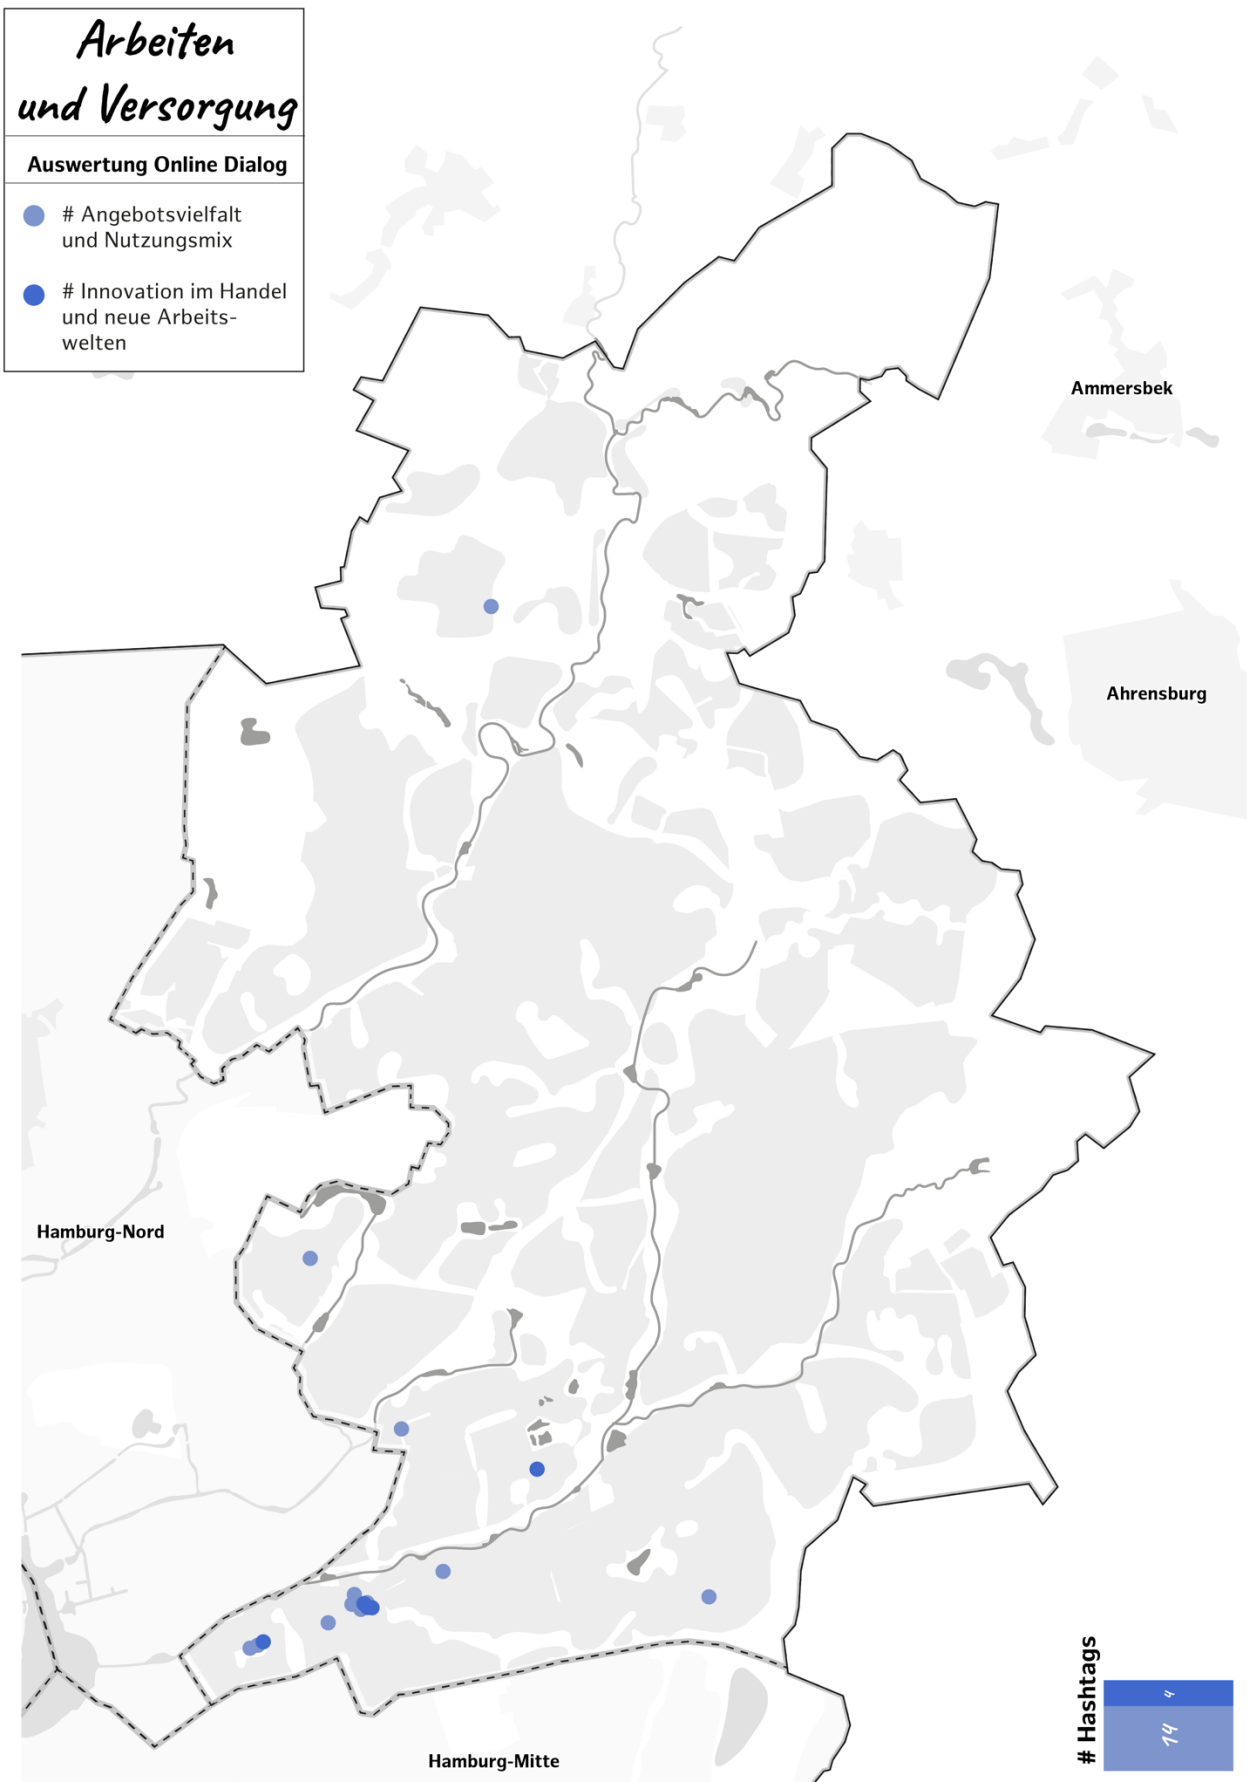 Arbeiten
und Versorgung
Auswertung Online Dialog
# Angebotsvielfalt
und Nutzungsmix
# Innovation im Handel
und neue Arbeits-
welten
Ammersbek
Ahrensburg
Hamburg-Nord
Hamburg-Mitte
# Hashtags
4
14